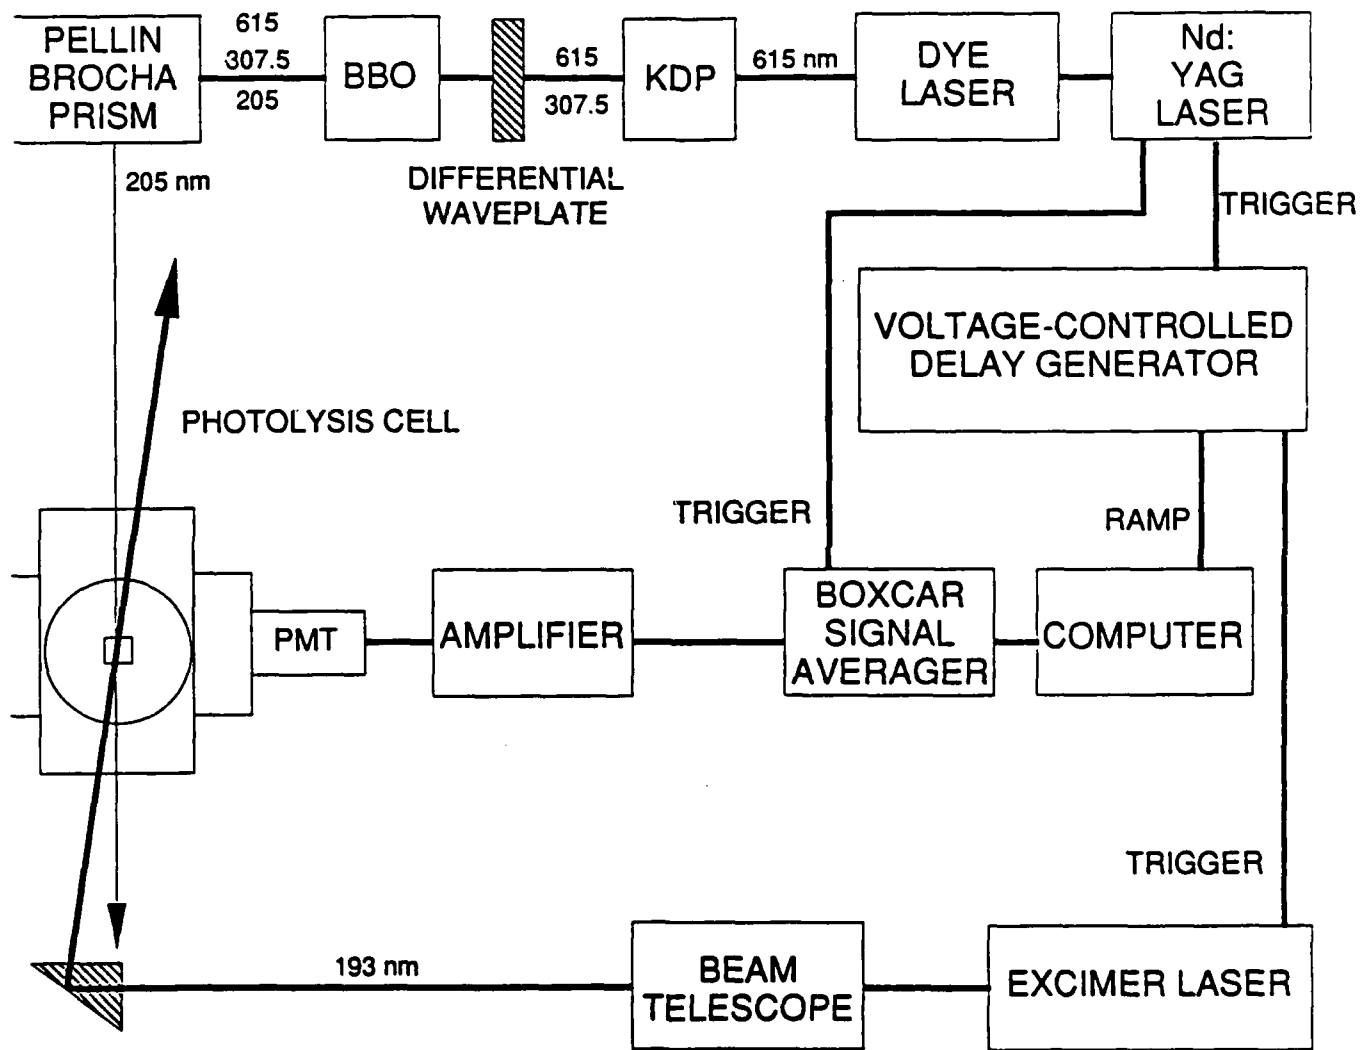 PELLIN
BROCHA
PRISM
615
307.5
205
BBO
615
307.5
KDP
615 nm
DYE
LASER
Nd:
YAG
LASER
205 nm
DIFFERENTIAL
WAVEPLATE
TRIGGER
VOLTAGE-CONTROLLED
DELAY GENERATOR
PHOTOLYSIS CELL
TRIGGER
RAMP
PMT
AMPLIFIER
BOXCAR
SIGNAL
AVERAGER
COMPUTER
TRIGGER
193 nm
BEAM
TELESCOPE
EXCIMER LASER